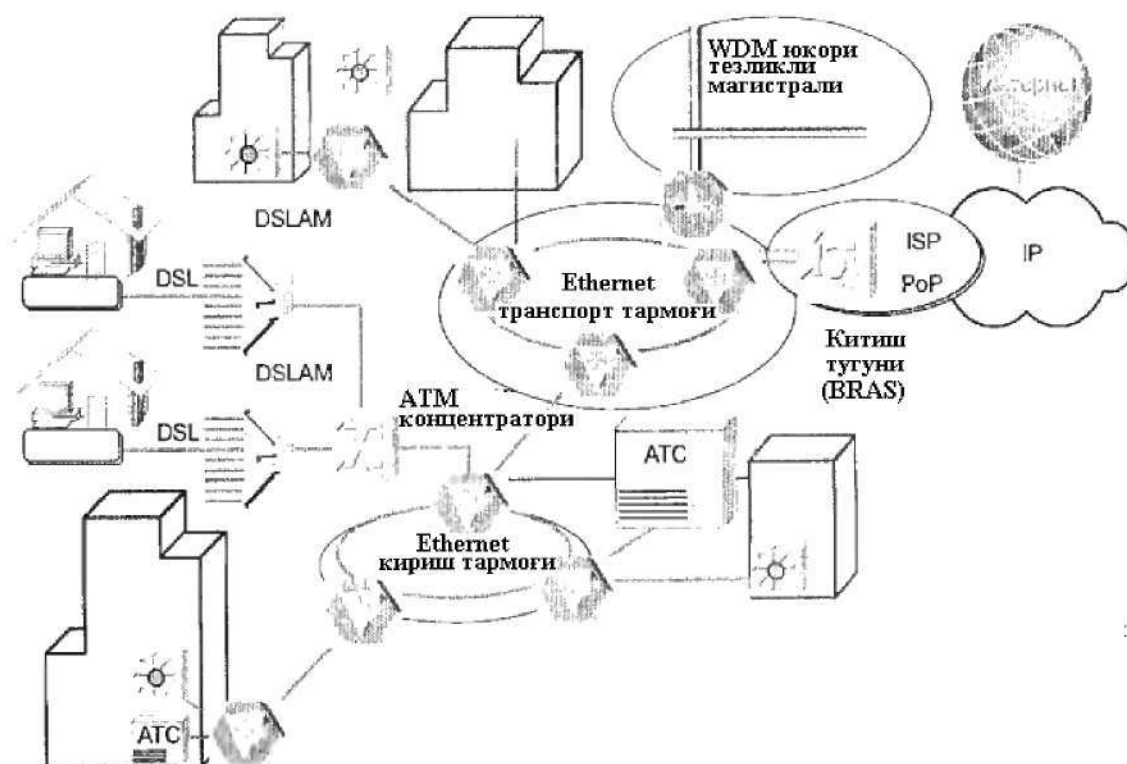 WDM юкори
тезликли
магистрали
DSLAM
ISP
IP
PoP
DSL
Ethernet
транспорт тармоғи
Китиш
тугуни
(BRAS)
DSLAM
ATM
концентратори
DSL
ATC
Ethernet
кириш тармоғи
ATC